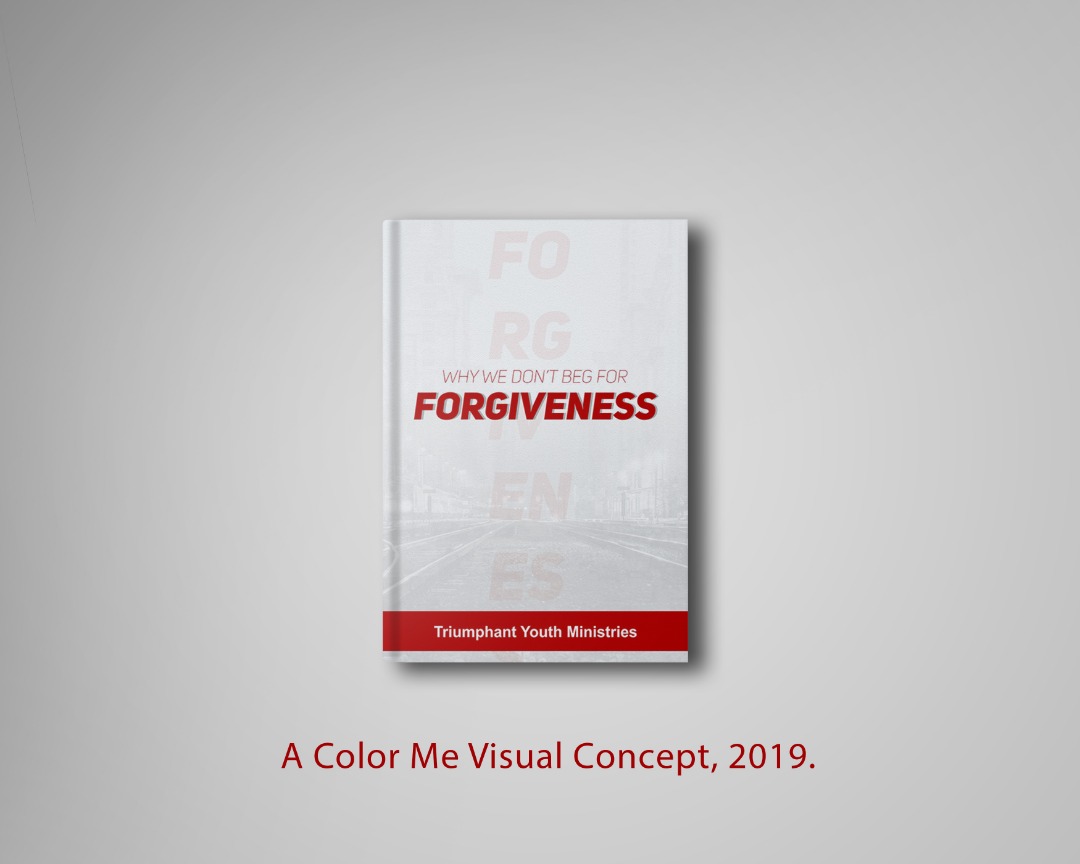 FO
RG
WHY WE DON'T BEG FOR
FORGIVENESS
IV
EN
ES
Triumphant Youth Ministries
A Color Me Visual Concept, 2019.